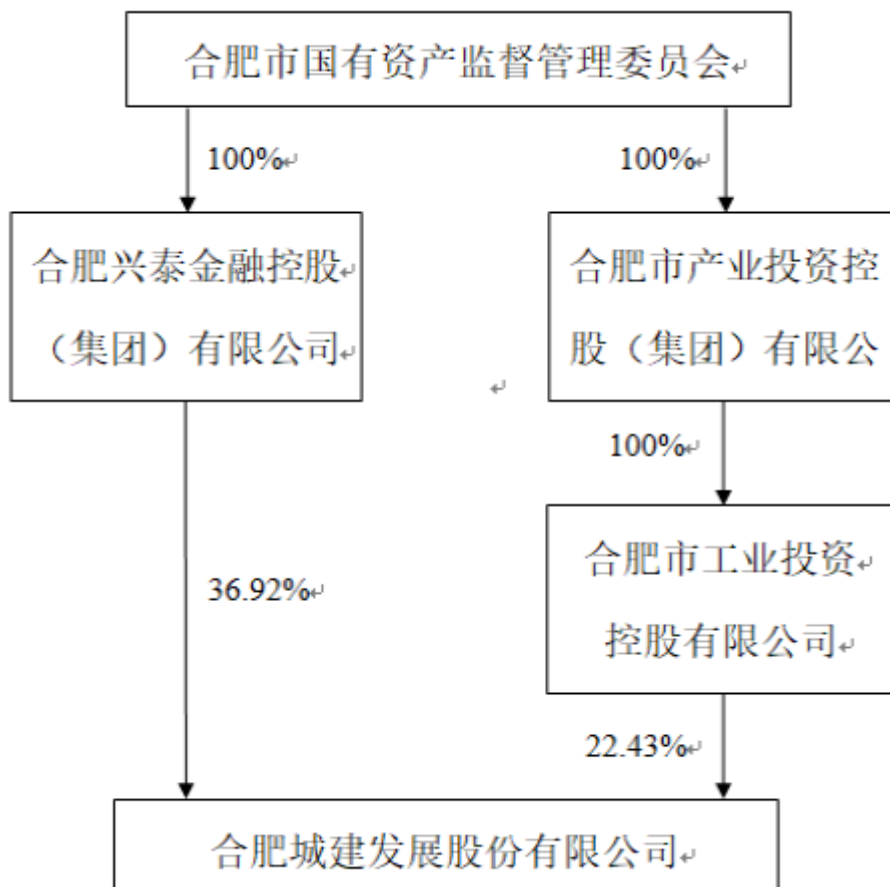 合肥市国有资产监督管理委员会
100%
100%
合肥兴泰金融控股
（集团）有限公司
合肥市产业投资控
股（集团）有限公
100%
合肥市工业投资
控股有限公司
36.92%
22.43%
合肥城建发展股份有限公司